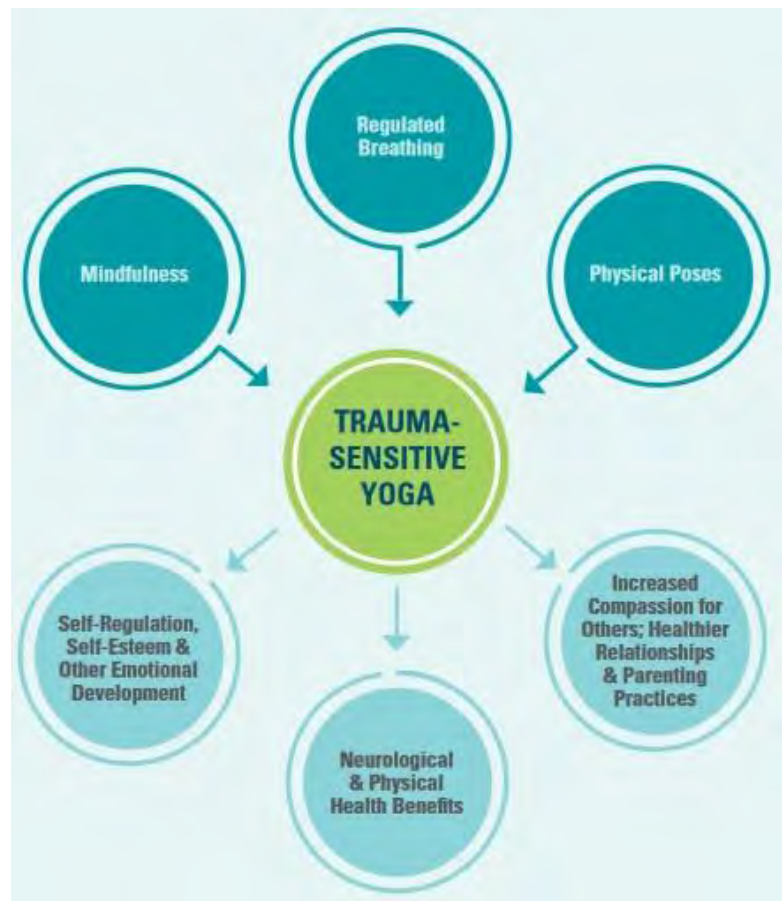 Regulated
Breathing
Mindfulness
Physical Poses
TRAUMA-
SENSITIVE
YOGA
Self-Regulation,
Self-Esteem &
Other Emotional
Development
Neurological
& Physical
Health Benefits
Increased
Compassion for
Others; Healthier
Relationships
& Parenting
Practices